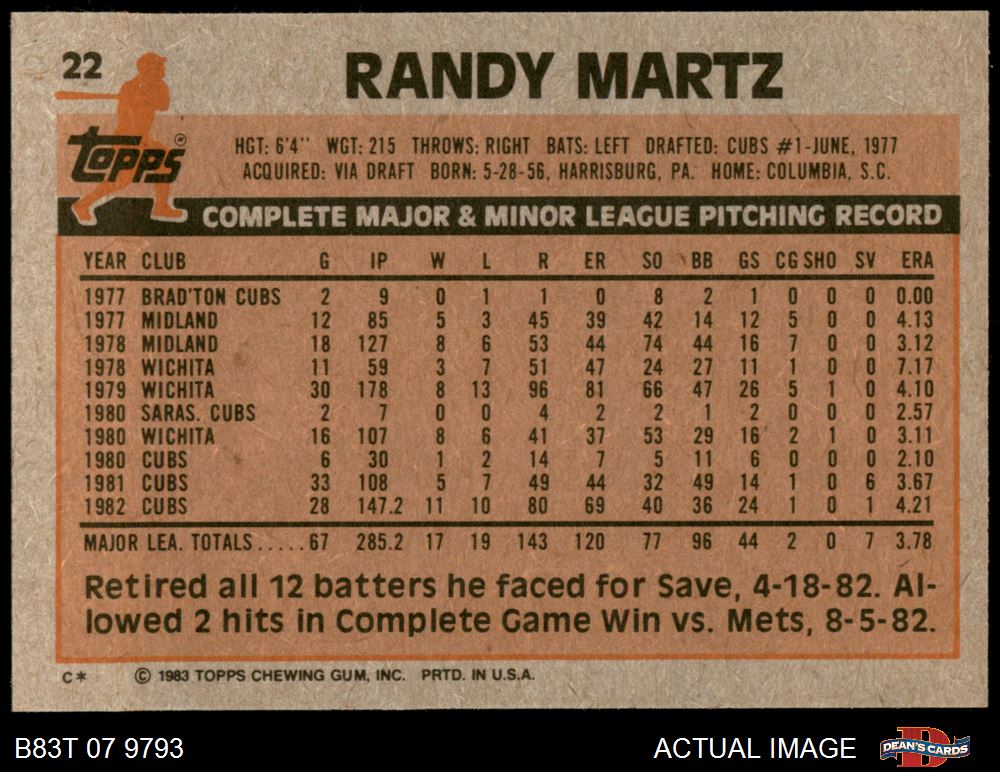 22
RANDY MARTZ
Topps®
HGT: 6'4" WGT: 215 THROWS: RIGHT BATS: LEFT DRAFTED: CUBS #1-JUNE, 1977
ACQUIRED: VIA DRAFT BORN: 5-28-56, HARRISBURG, PA. HOME: COLUMBIA, S.C.
COMPLETE MAJOR & MINOR LEAGUE PITCHING RECORD
YEAR CLUB G IP W L R ER SO BB GS CG SHO SV ERA
1977 BRAD'TON CUBS 2 9 0 1 1 0 8 2 1 0 0 0 0.00
1977 MIDLAND 12 85 5 3 45 39 42 14 12 5 0 0 4.13
1978 MIDLAND 18 127 8 6 53 44 74 44 16 7 0 0 3.12
1978 WICHITA 11 59 3 7 51 47 24 27 11 1 0 0 7.17
1979 WICHITA 30 178 8 13 96 81 66 47 26 5 1 0 4.10
1980 SARAS. CUBS 2 7 0 0 4 2 2 1 2 0 0 0 2.57
1980 WICHITA 16 107 8 6 41 37 53 29 16 2 1 0 3.11
1980 CUBS 6 30 1 2 14 7 5 11 6 0 0 0 2.10
1981 CUBS 33 108 5 7 49 44 32 49 14 1 0 6 3.67
1982 CUBS 28 147.2 11 10 80 69 40 36 24 1 0 1 4.21
MAJOR LEA. TOTALS.....67 285.2 17 19 143 120 77 96 44 2 0 7 3.78
Retired all 12 batters he faced for Save, 4-18-82. Al-
lowed 2 hits in Complete Game Win vs. Mets, 8-5-82.
C* © 1983 TOPPS CHEWING GUM, INC. PRTD. IN U.S.A.
B83T 07 9793 ACTUAL IMAGE D DEAN'S CARDS